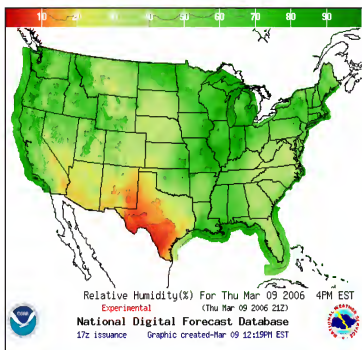 10 20 30 40 50 60 70 80 90
Relative Humidity(%) For Thu Mar 09 2006 4PM EST
Experimental (Thu Mar 09 2006 21Z)
National Digital Forecast Database
17z issuance Graphic created-Mar 09 12:19PM EST